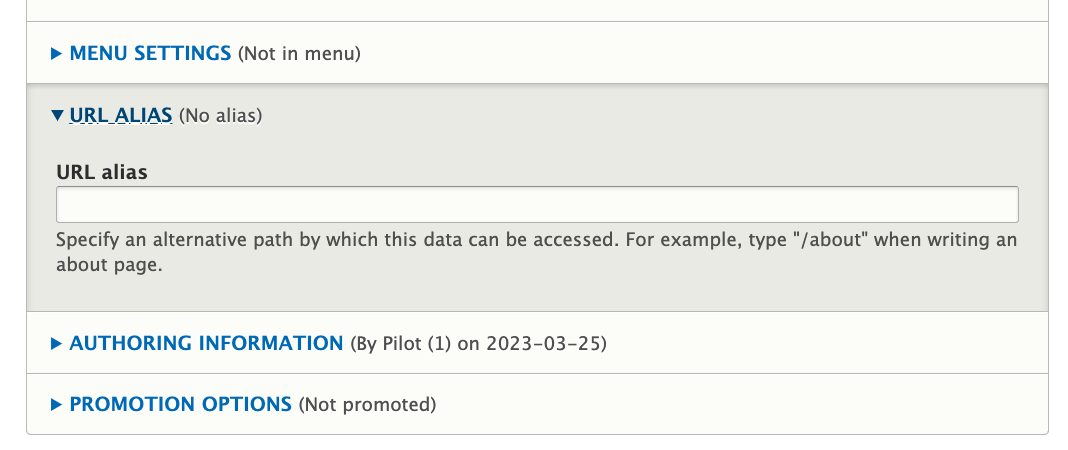 MENU SETTINGS (Not in menu)
URL ALIAS (No alias)
URL alias
Specify an alternative path by which this data can be accessed. For example, type "/about" when writing an
about page.
AUTHORING INFORMATION (By Pilot (1) on 2023-03-25)
PROMOTION OPTIONS (Not promoted)